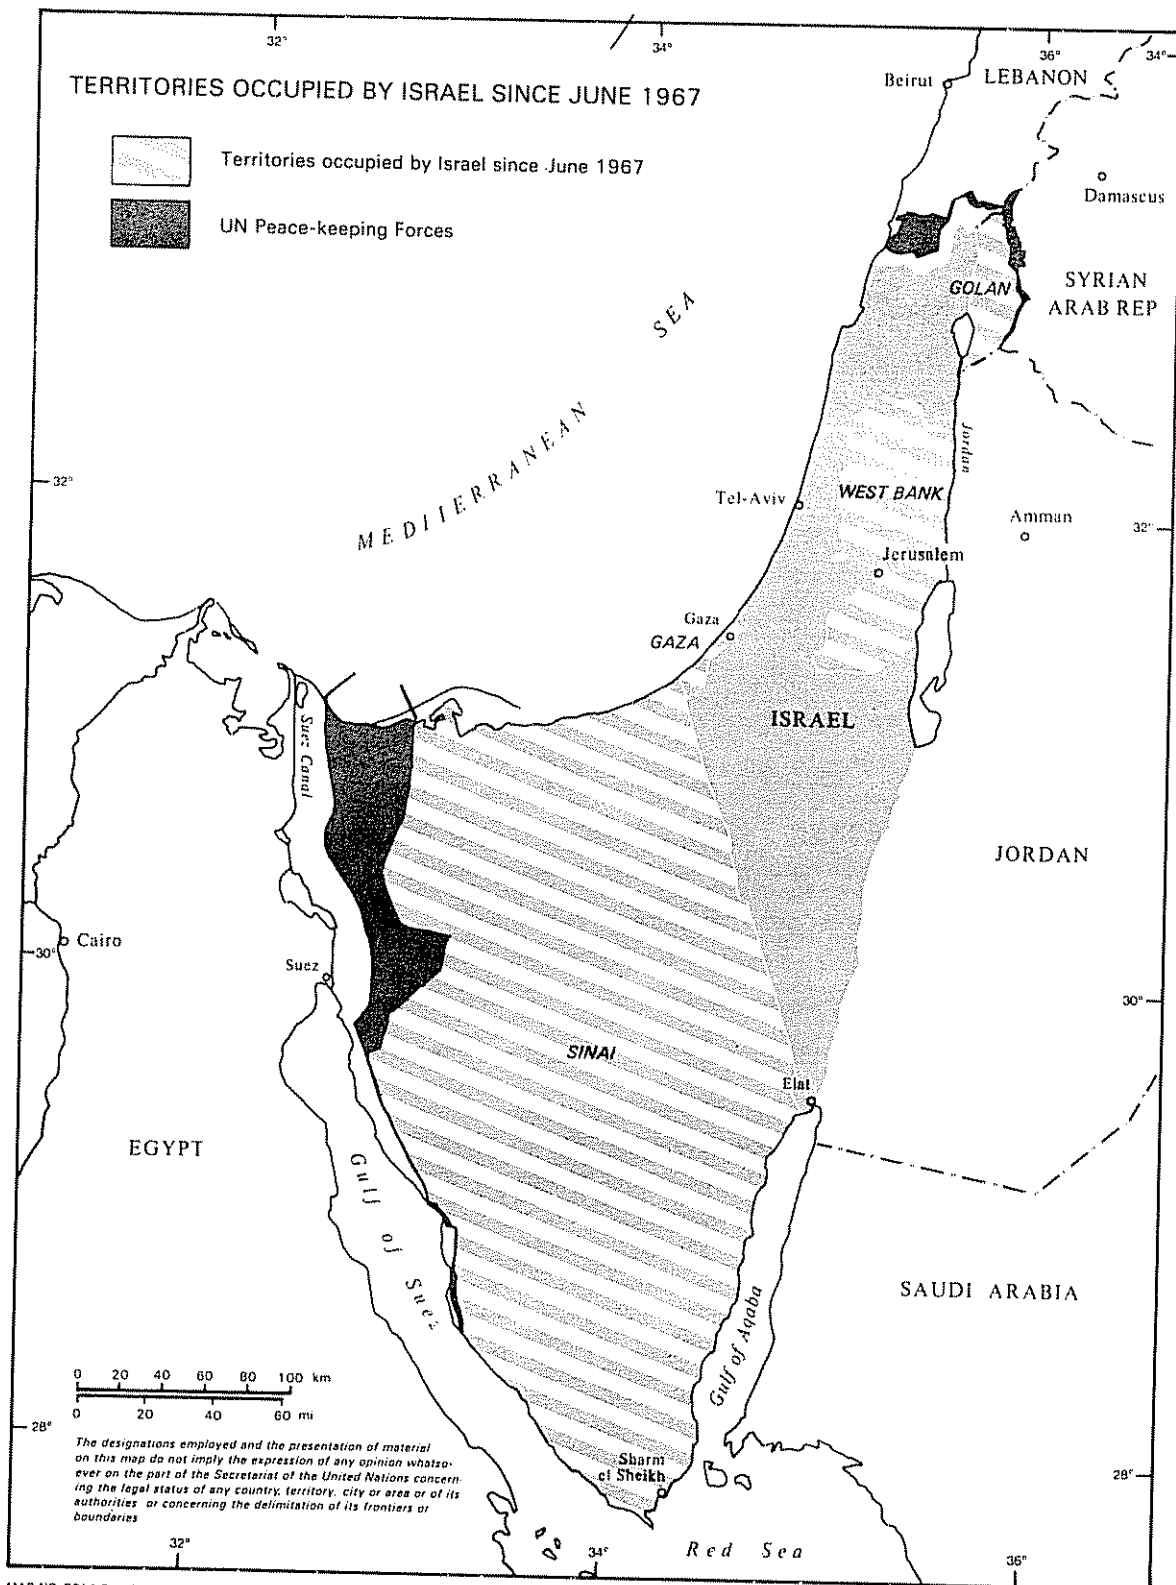 32°
34°
36°
34°
TERRITORIES OCCUPIED BY ISRAEL SINCE JUNE 1967
Territories occupied by Israel since June 1967
UN Peace-keeping Forces
Beirut
LEBANON
Damascus
SYRIAN
ARAB REP
GOLAN
MEDITERRANEAN SEA
32°
Jordan
Tel-Aviv
WEST BANK
Amman
32°
Jerusalem
Gaza
GAZA
ISRAEL
Suez Canal
JORDAN
Cairo
30°
Suez
30°
SINAI
Elat
EGYPT
Gulf of Suez
SAUDI ARABIA
Gulf of Aqaba
0 20 40 60 80 100 km
0 20 40 60 mi
28°
The designations employed and the presentation of material
on this map do not imply the expression of any opinion whatso-
ever on the part of the Secretariat of the United Nations concern-
ing the legal status of any country, territory, city or area or of its
authorities or concerning the delimitation of its frontiers or
boundaries
Sharm
el Sheikh
28°
32°
34°
Red Sea
36°